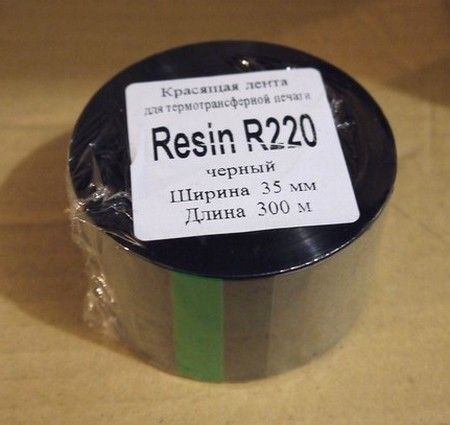 Красящая лента
для термотрансферной печати
Resin R220
черный
Ширина 35 мм
Длина 300 м